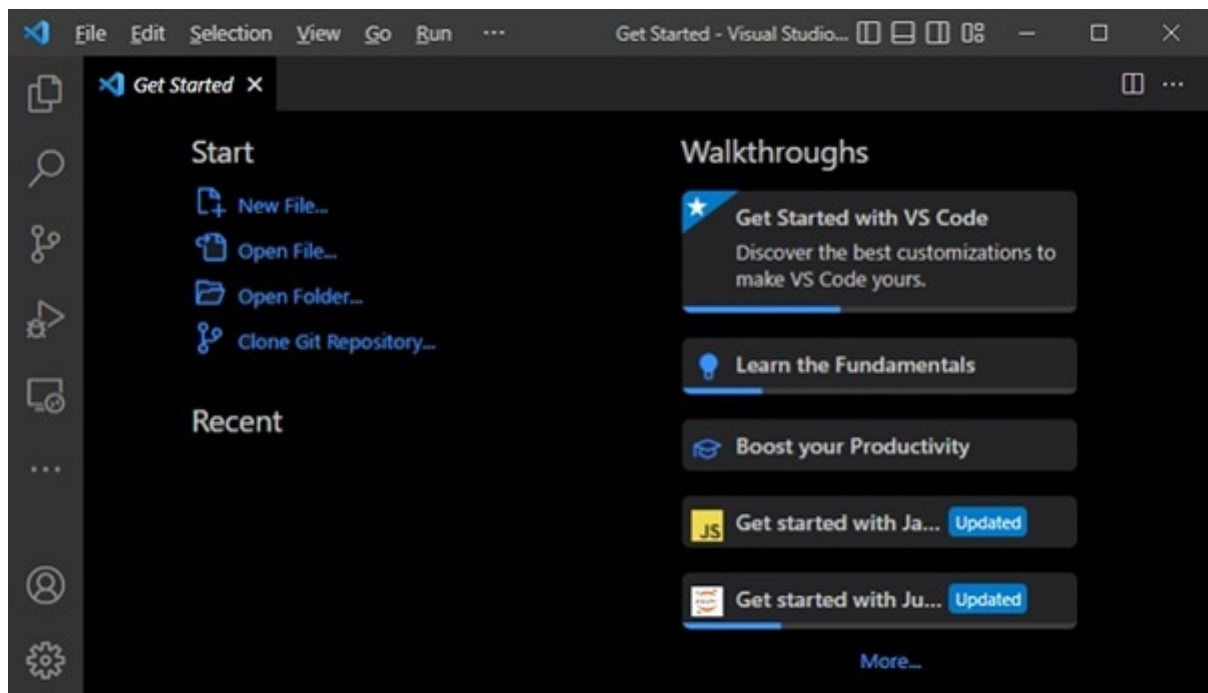 File Edit Selection View Go Run ··· Get Started - Visual Studio...
Get Started
Start
New File...
Open File...
Open Folder...
Clone Git Repository...
Recent
Walkthroughs
Get Started with VS Code
Discover the best customizations to
make VS Code yours.
Learn the Fundamentals
Boost your Productivity
JS
Get started with Ja... Updated
Get started with Ju... Updated
More...